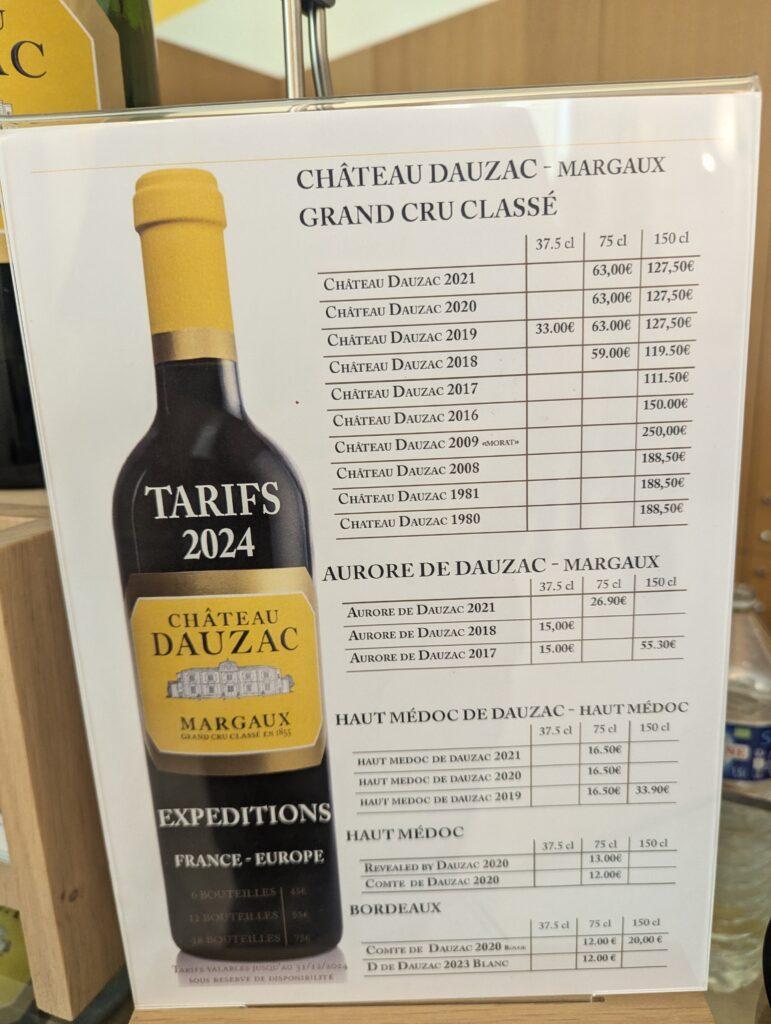 U
AC
CHÂTEAU DAUZAC - MARGAUX
GRAND CRU CLASSÉ
37.5 cl 75 cl 150 cl
CHÂTEAU DAUZAC 2021 63,00€ 127,50€
CHÂTEAU DAUZAC 2020 63,00€ 127,50€
CHÂTEAU DAUZAC 2019 33.00€ 63.00€ 127,50€
CHÂTEAU DAUZAC 2018 59.00€ 119.50€
CHÂTEAU DAUZAC 2017 111.50€
CHÂTEAU DAUZAC 2016 150.00€
CHÂTEAU DAUZAC 2009 «MORAT» 250,00€
CHÂTEAU DAUZAC 2008 188,50€
CHÂTEAU DAUZAC 1981 188,50€
CHATEAU DAUZAC 1980 188,50€
AURORE DE DAUZAC - MARGAUX
37.5 cl 75 cl 150 cl
AURORE DE DAUZAC 2021 26.90€
AURORE DE DAUZAC 2018 15,00€
AURORE DE DAUZAC 2017 15.00€ 55.30€
HAUT MÉDOC DE DAUZAC - HAUT MÉDOC
37.5 cl 75 cl 150 cl
HAUT MEDOC DE DAUZAC 2021 16.50€
HAUT MEDOC DE DAUZAC 2020 16.50€
HAUT MEDOC DE DAUZAC 2019 16.50€ 33.90€
HAUT MÉDOC
37.5 cl 75 cl 150 cl
REVEALED BY DAUZAC 2020 13.00€
COMTE DE DAUZAC 2020 12.00€
BORDEAUX
37.5 cl 75 cl 150 cl
COMTE DE DAUZAC 2020 12.00 € 20,00 €
D DE DAUZAC 2023 BLANC 12.00 €
TARIFS
2024
CHÂTEAU
DAUZAC
MARGAUX
GRAND CRU CLASSÉ EN 1855
EXPEDITIONS
FRANCE - EUROPE
6 BOUTEILLES 45€
12 BOUTEILLES 55€
18 BOUTEILLES 75€
TARIFS VALABLES JUSQU'AU 31/12/2024
SOUS RESERVE DE DISPONIBILITÉ